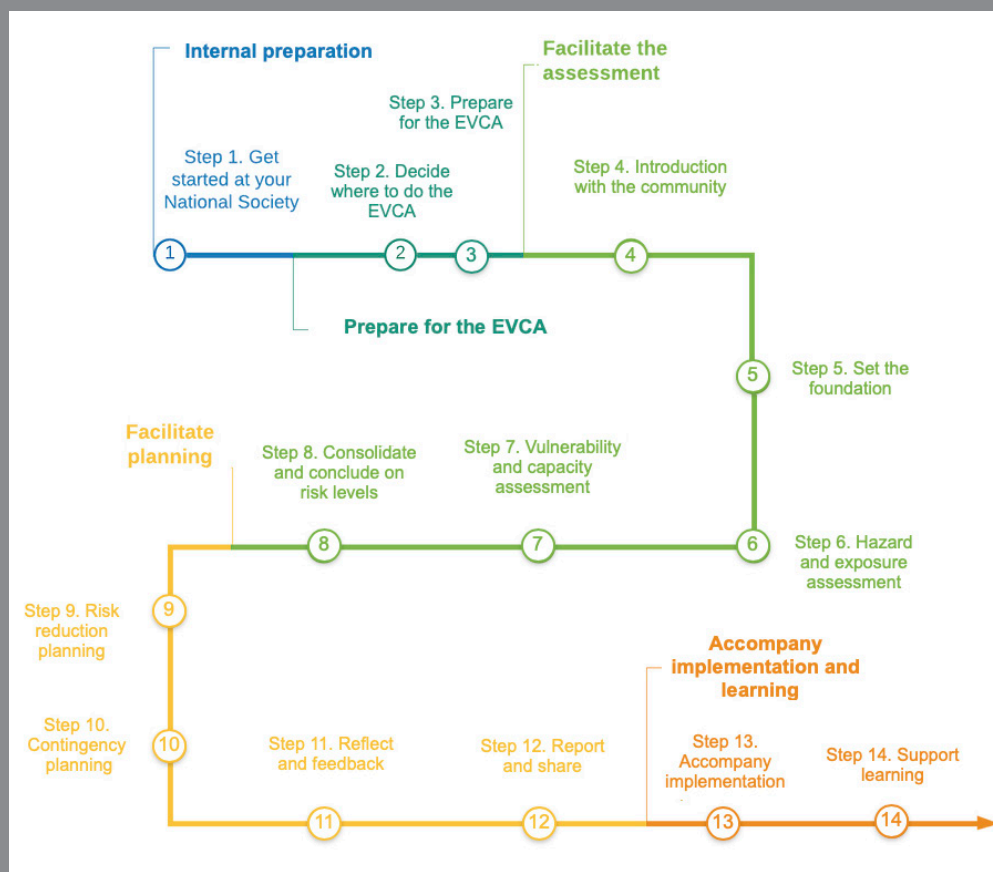 Internal preparation
Facilitate the
assessment
Step 3. Prepare
for the EVCA
Step 1. Get
started at your
National Society
Step 2. Decide
where to do the
EVCA
Step 4. Introduction
with the community
1
2
3
4
Prepare for the EVCA
5
Step 5. Set the
foundation
Facilitate
planning
Step 8. Consolidate
and conclude on
risk levels
Step 7. Vulnerability
and capacity
assessment
8
7
6
Step 6. Hazard
and exposure
assessment
Step 9. Risk
reduction
planning
9
Accompany
implementation and
learning
Step 10.
Contingency
planning
10
Step 11. Reflect
and feedback
Step 12. Report
and share
Step 13.
Accompany
implementation
Step 14. Support
learning
11
12
13
14